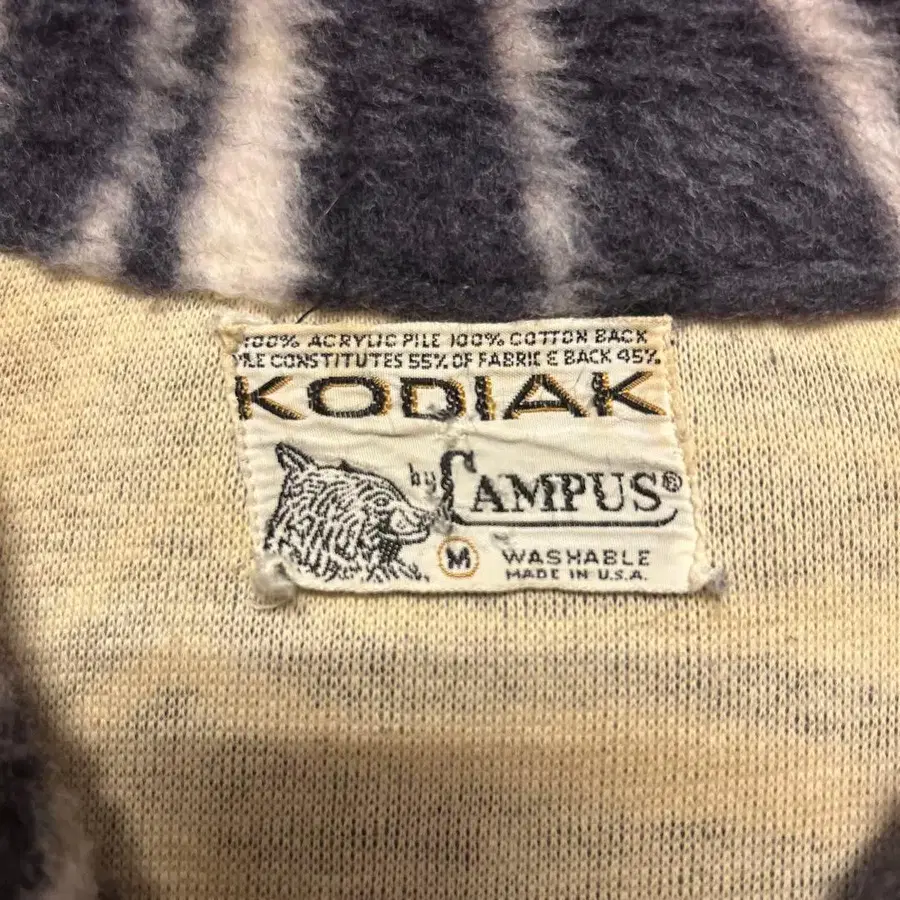 100% ACRYLIC PILE 100% COTTON BACK
PILE CONSTITUTES 55% OF FABRIC & BACK 45%
KODIAK
by CAMPUS®
M WASHABLE
MADE IN U.S.A.